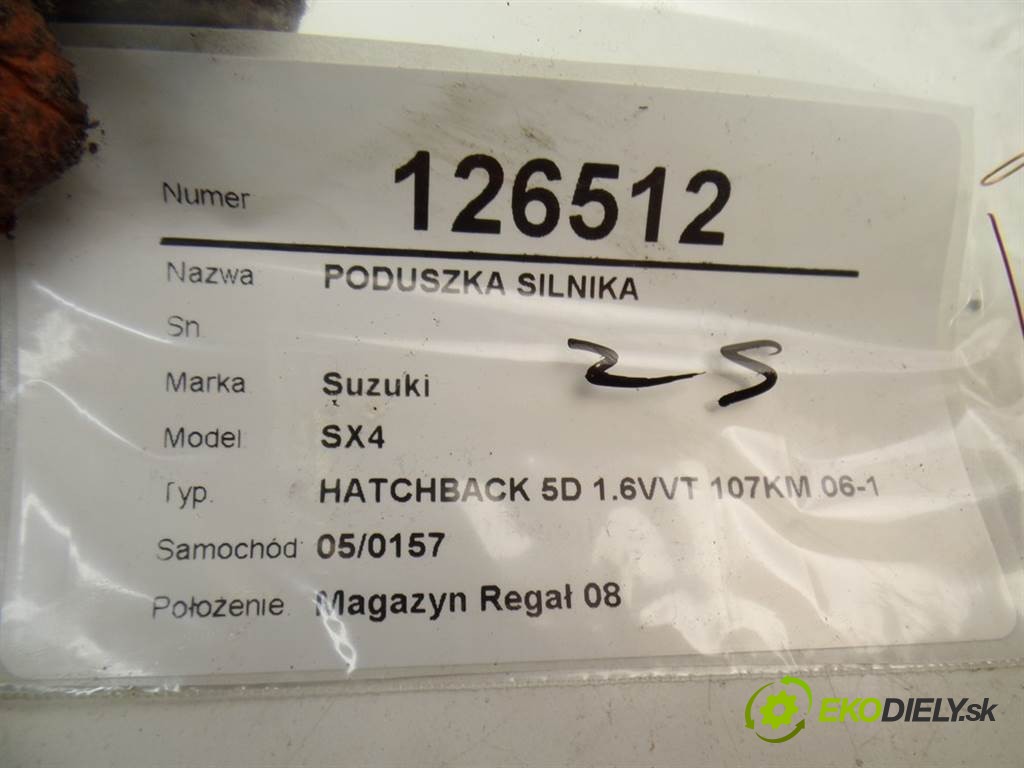 Numer 126512
Nazwa PODUSZKA SILNIKA
Sn
25
Marka Suzuki
Model SX4
Typ. HATCHBACK 5D 1.6VVT 107KM 06-1
Samochód 05/0157
Położenie. Magazyn Regał 08
EKODIELY.sk